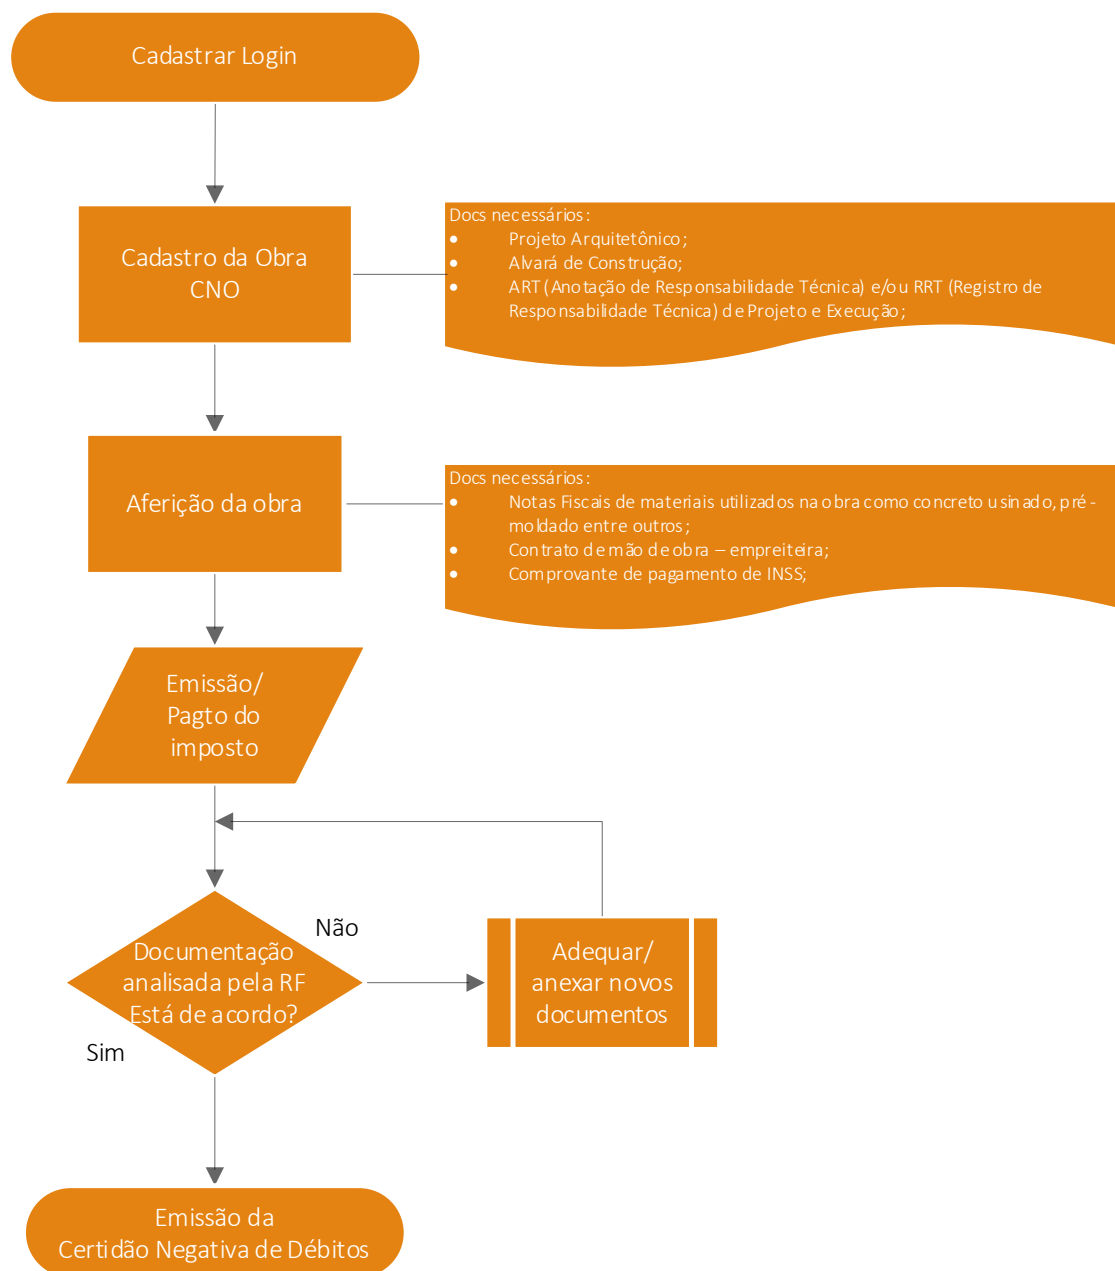 Cadastrar Login
Cadastro da Obra
CNO
Docs necessários:
• Projeto Arquitetônico;
• Alvará de Construção;
• ART (Anotação de Responsabilidade Técnica) e/ou RRT (Registro de
Responsabilidade Técnica) de Projeto e Execução;
Aferição da obra
Docs necessários:
• Notas Fiscais de materiais utilizados na obra como concreto usinado, pré-
moldado entre outros;
• Contrato de mão de obra – empreiteira;
• Comprovante de pagamento de INSS;
Emissão/
Pagto do
imposto
Documentação
analisada pela RF
Está de acordo?
Não
Adequar/
anexar novos
documentos
Sim
Emissão da
Certidão Negativa de Débitos